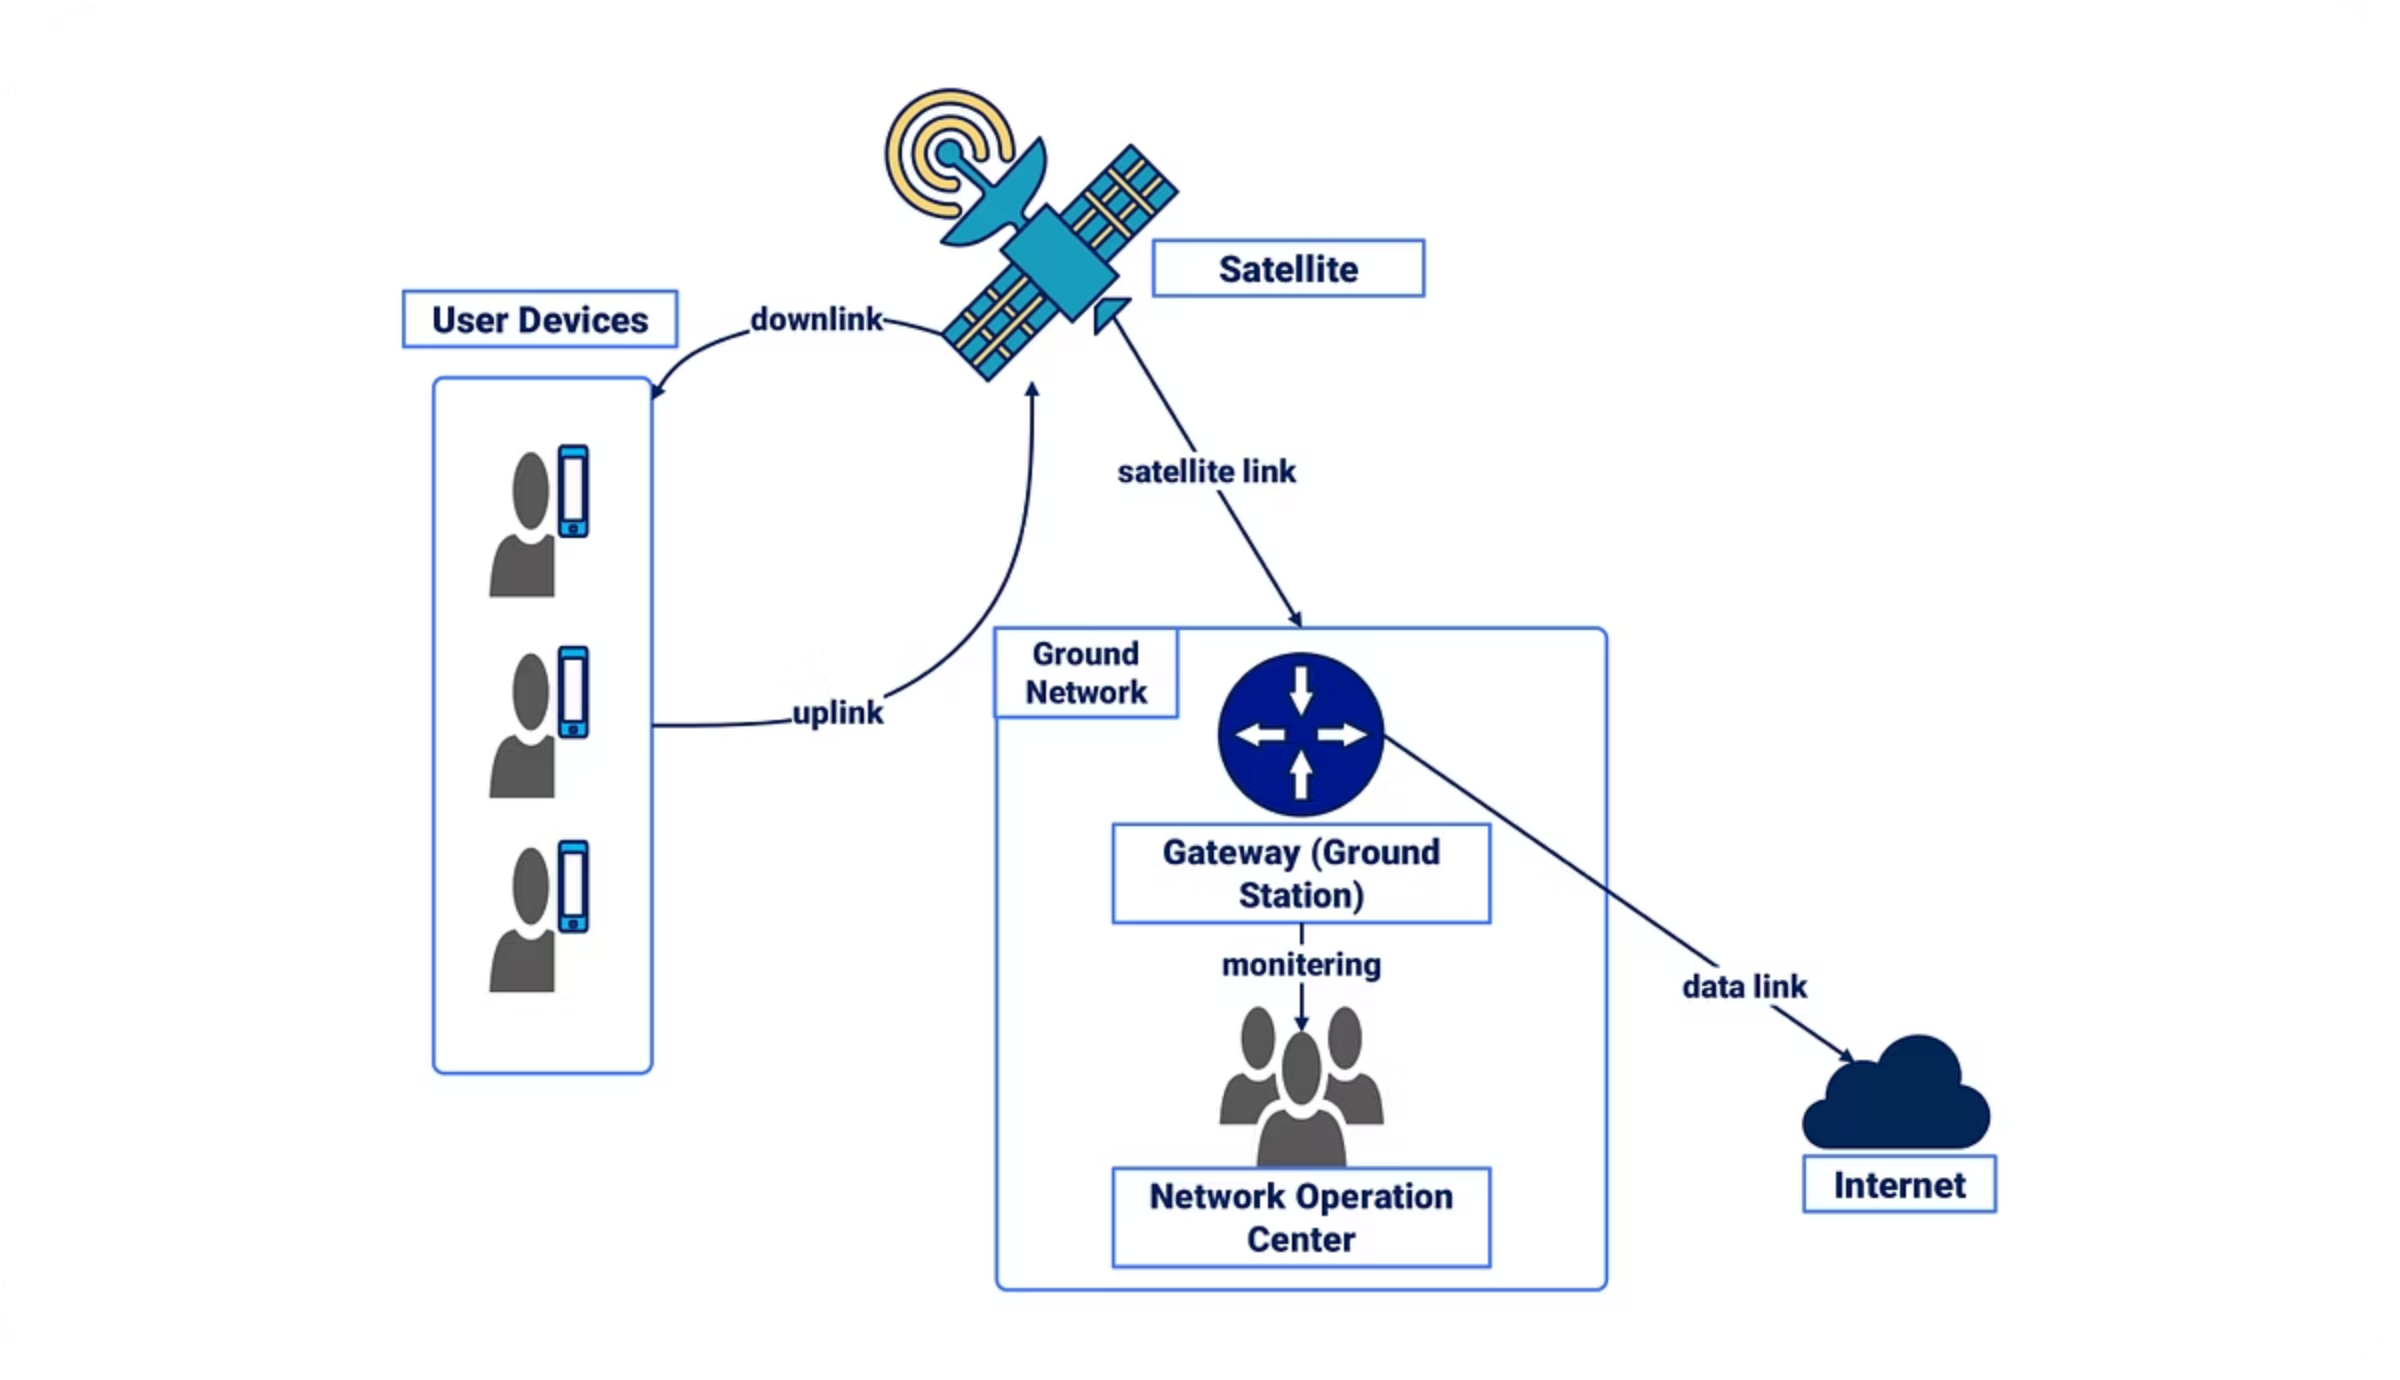 Satellite
User Devices
downlink
satellite link
uplink
Ground
Network
Gateway (Ground
Station)
monitering
data link
Network Operation
Center
Internet